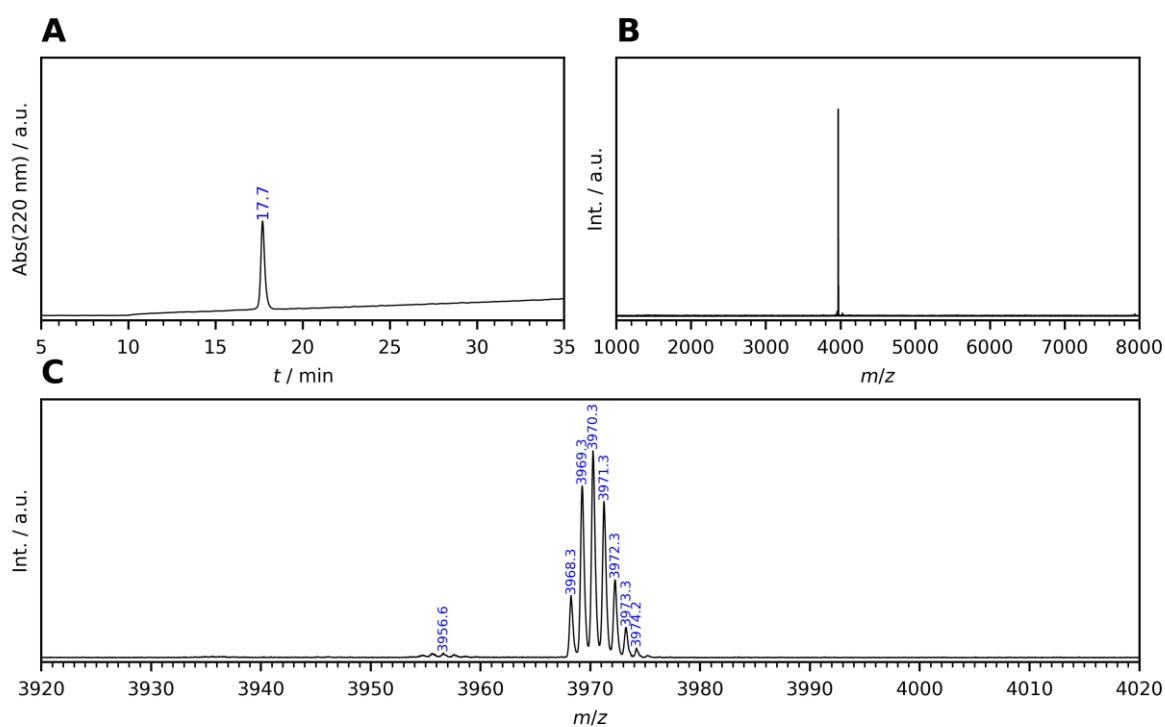 A
Abs(220 nm) / a.u.
17.7
5 10 15 20 25 30 35
t / min
B
Int. / a.u.
1000 2000 3000 4000 5000 6000 7000 8000
m/z
C
Int. / a.u.
3956.6
3968.3
3969.3
3970.3
3971.3
3972.3
3973.3
3974.2
3920 3930 3940 3950 3960 3970 3980 3990 4000 4010 4020
m/z